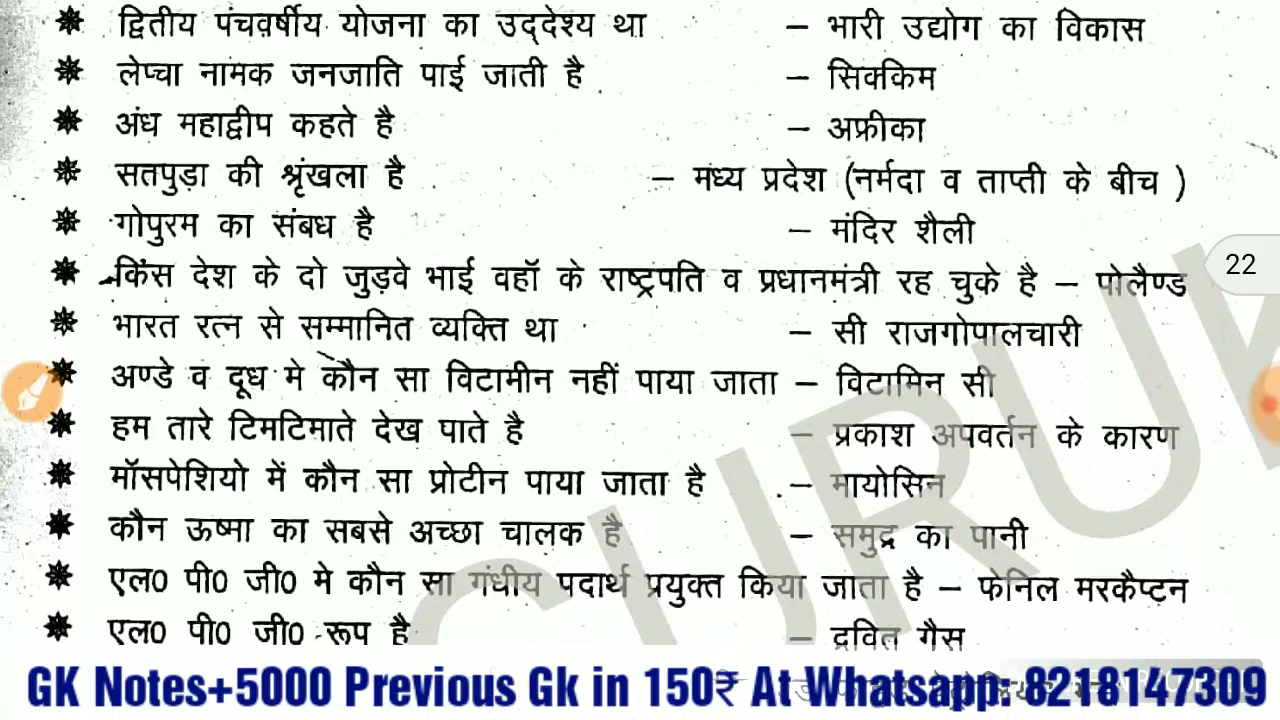 द्वितीय पंचवर्षीय योजना का उद्देश्य था – भारी उद्योग का विकास
लेप्चा नामक जनजाति पाई जाती है – सिक्किम
अंध महाद्वीप कहते है – अफ्रीका
सतपुड़ा की श्रृंखला है – मध्य प्रदेश (नर्मदा व ताप्ती के बीच )
गोपुरम का संबध है – मंदिर शैली
किस देश के दो जुड़वे भाई वहॉ के राष्ट्रपति व प्रधानमंत्री रह चुके है – पोलैण्ड
22
भारत रत्न से सम्मानित व्यक्ति था – सी राजगोपालचारी
अण्डे व दूध मे कौन सा विटामीन नहीं पाया जाता – विटामिन सी
हम तारे टिमटिमाते देख पाते है – प्रकाश अपवर्तन के कारण
मॉसपेशियो में कौन सा प्रोटीन पाया जाता है – मायोसिन
कौन ऊष्मा का सबसे अच्छा चालक है – समुद्र का पानी
एल0 पी0 जी0 मे कौन सा गंधीय पदार्थ प्रयुक्त किया जाता है – फेनिल मरकैप्टन
एल0 पी0 जी0 रूप है – द्रवित गैस
GURUK
GK Notes+5000 Previous Gk in 150₹ At Whatsapp: 8218147309